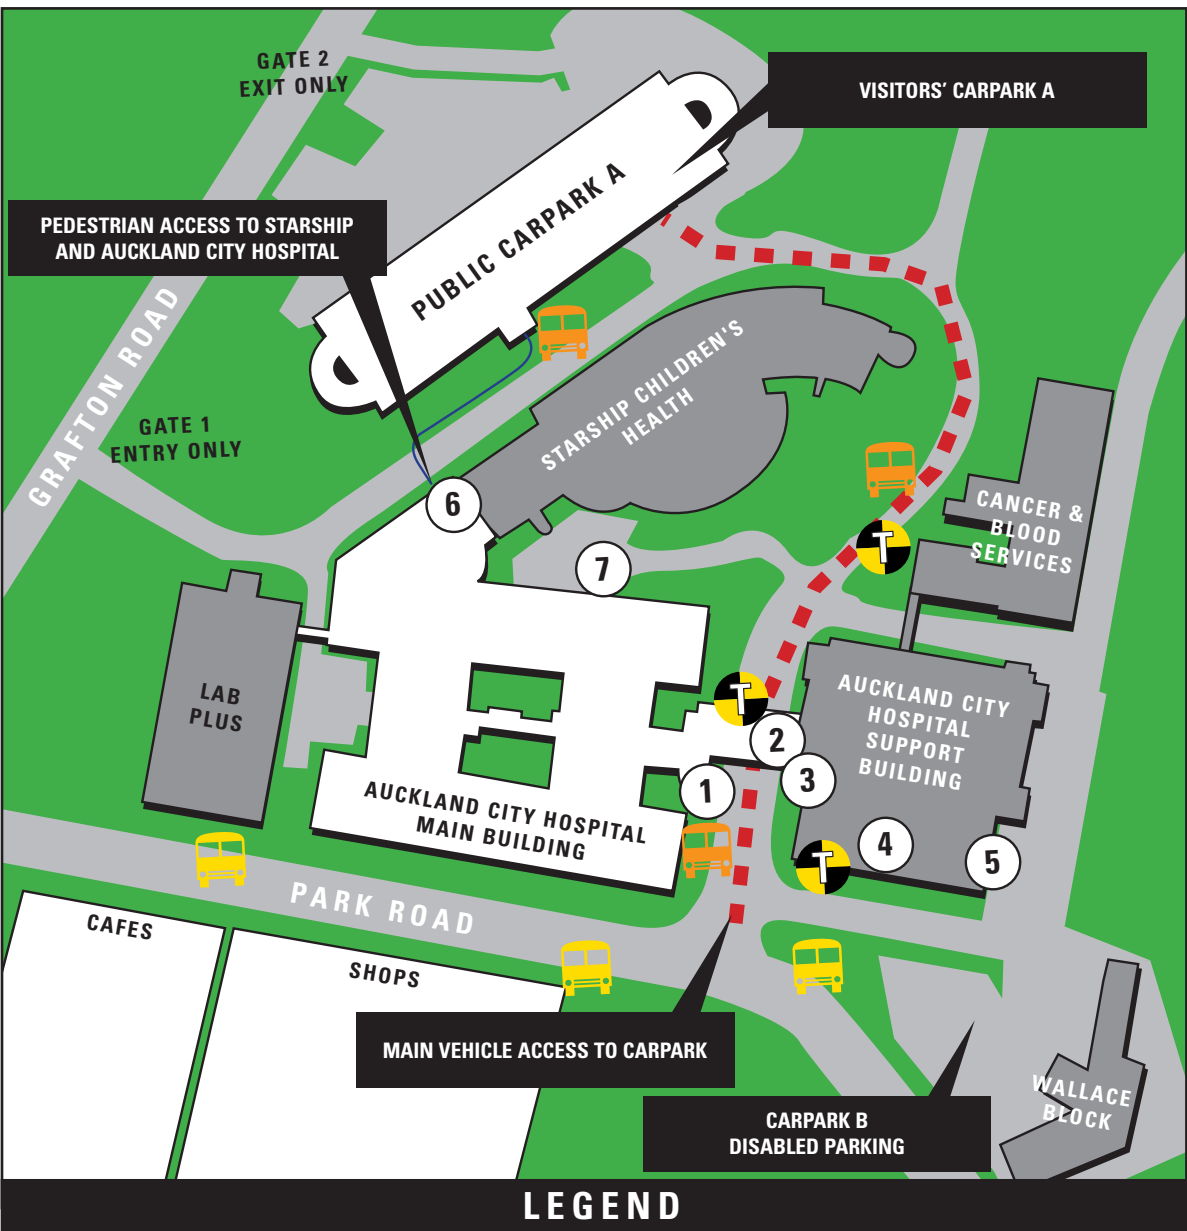 GATE 2
EXIT ONLY
VISITORS' CARPARK A
PUBLIC CARPARK A
PEDESTRIAN ACCESS TO STARSHIP
AND AUCKLAND CITY HOSPITAL
GRAFTON ROAD
GATE 1
ENTRY ONLY
STARSHIP CHILDREN'S
HEALTH
6
CANCER &
BLOOD
SERVICES
T
7
LAB
PLUS
T
AUCKLAND CITY
HOSPITAL
SUPPORT
BUILDING
2
3
1
AUCKLAND CITY HOSPITAL
MAIN BUILDING
4
5
T
PARK ROAD
CAFES
SHOPS
MAIN VEHICLE ACCESS TO CARPARK
WALLACE
BLOCK
CARPARK B
DISABLED PARKING
LEGEND